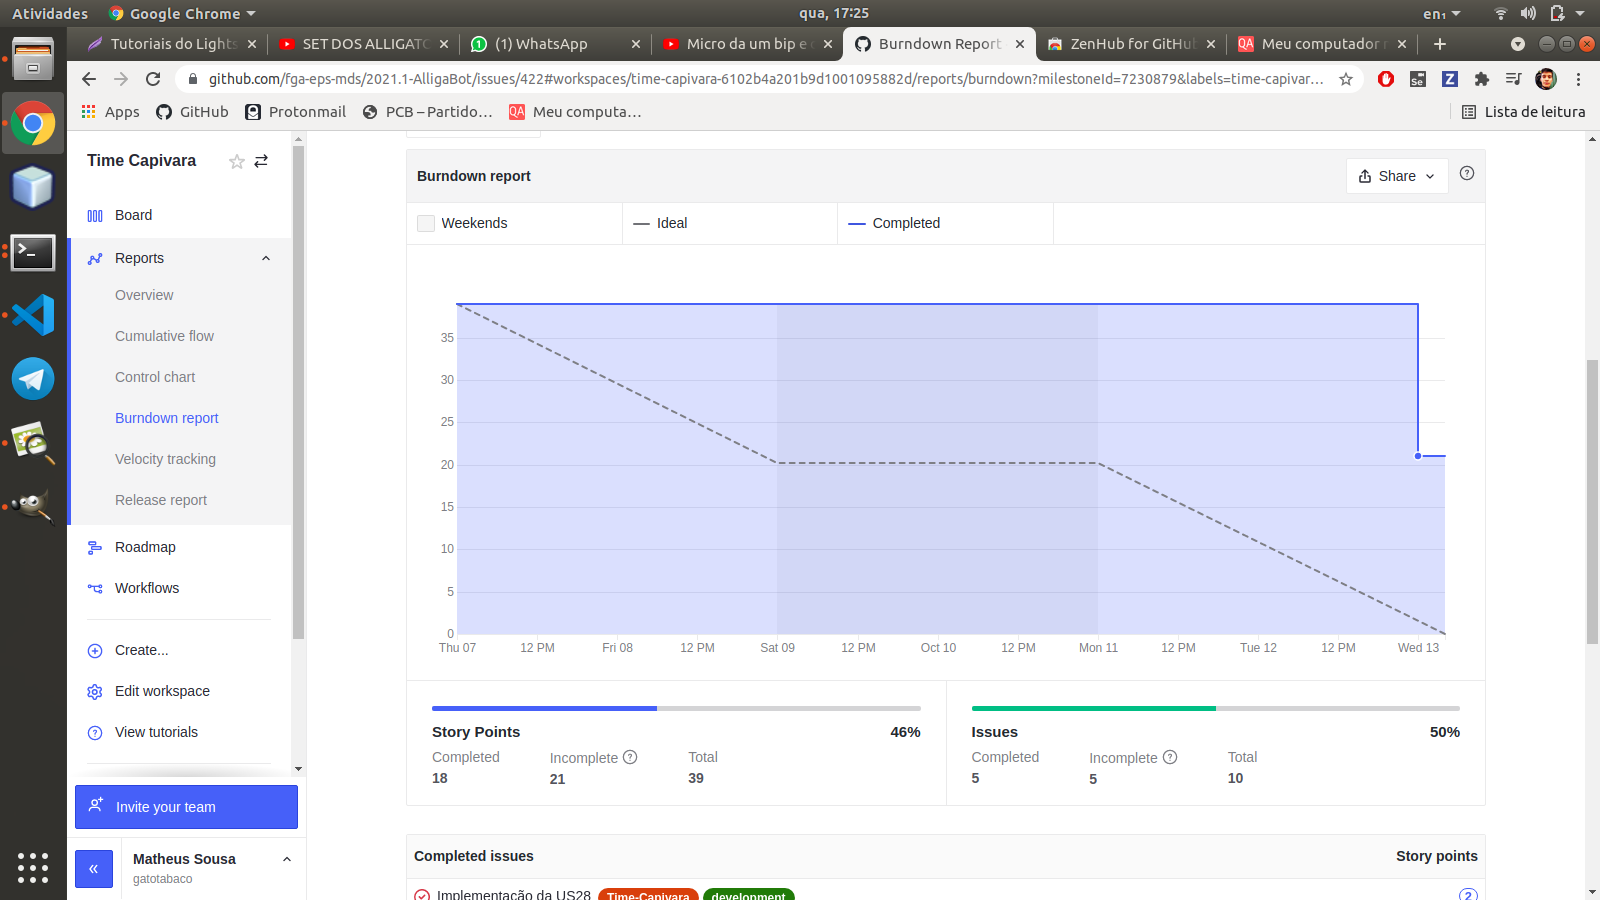 Atividades
Google Chrome
qua, 17:25
en₁
Tutoriais do Lights
SET DOS ALLIGATO
(1) WhatsApp
Micro da um bip e
Burndown Report
ZenHub for GitHub
QA Meu computador
github.com/fga-eps-mds/2021.1-AlligaBot/issues/422#workspaces/time-capivara-6102b4a201b9d1001095882d/reports/burndown?milestoneId=7230879&labels=time-capivar…
Apps
GitHub
Protonmail
PCB – Partido…
QA Meu computa…
Lista de leitura
Time Capivara
Board
Reports
Overview
Cumulative flow
Control chart
Burndown report
Velocity tracking
Release report
Roadmap
Workflows
Create...
Edit workspace
View tutorials
Invite your team
Matheus Sousa
gatotabaco
Burndown report
Share
Weekends
Ideal
Completed
35
30
25
20
15
10
5
0
Thu 07
12 PM
Fri 08
12 PM
Sat 09
12 PM
Oct 10
12 PM
Mon 11
12 PM
Tue 12
12 PM
Wed 13
Story Points
46%
Completed
Incomplete
Total
18
21
39
Issues
50%
Completed
Incomplete
Total
5
5
10
Completed issues
Story points
Implementação da US28
Time-Capivara
development
2